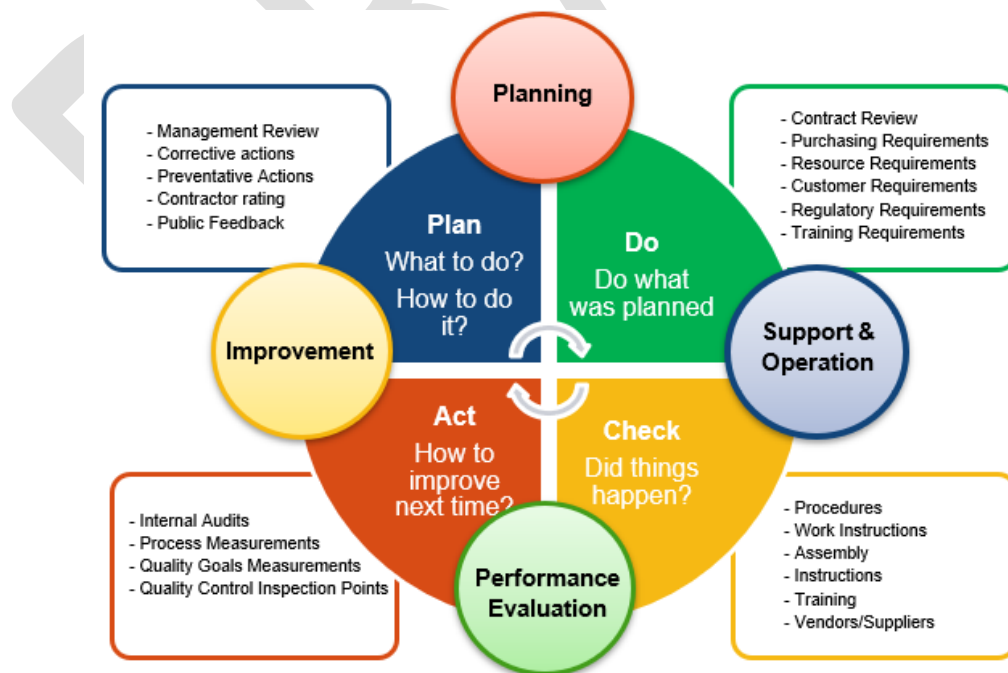 Planning
- Management Review
- Corrective actions
- Preventative Actions
- Contractor rating
- Public Feedback
Plan
What to do?
How to do
it?
Do
Do what
was planned
- Contract Review
- Purchasing Requirements
- Resource Requirements
- Customer Requirements
- Regulatory Requirements
- Training Requirements
Improvement
Support &
Operation
Act
How to
improve
next time?
Check
Did things
happen?
- Internal Audits
- Process Measurements
- Quality Goals Measurements
- Quality Control Inspection Points
Performance
Evaluation
- Procedures
- Work Instructions
- Assembly
- Instructions
- Training
- Vendors/Suppliers